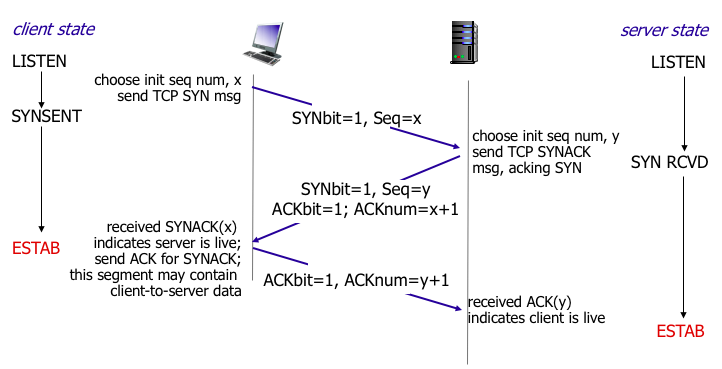 client state
server state
LISTEN
LISTEN
choose init seq num, x
send TCP SYN msg
SYNSENT
SYNbit=1, Seq=x
choose init seq num, y
send TCP SYNACK
msg, acking SYN
SYN RCVD
SYNbit=1, Seq=y
ACKbit=1; ACKnum=x+1
received SYNACK(x)
indicates server is live;
send ACK for SYNACK;
this segment may contain
client-to-server data
ESTAB
ACKbit=1, ACKnum=y+1
received ACK(y)
indicates client is live
ESTAB